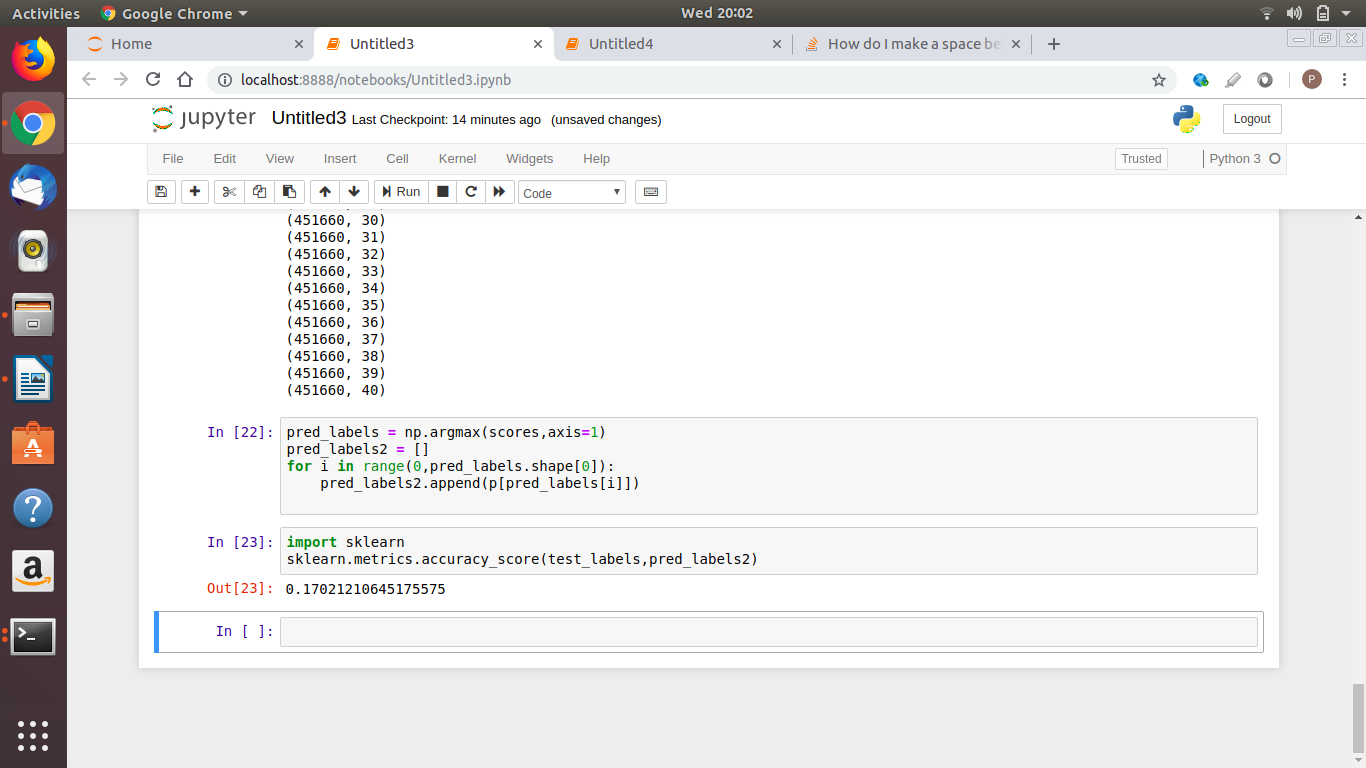 Activities
Google Chrome
Wed 20:02
Home
Untitled3
Untitled4
How do I make a space be
localhost:8888/notebooks/Untitled3.ipynb
P
jupyter Untitled3 Last Checkpoint: 14 minutes ago (unsaved changes)
Logout
File Edit View Insert Cell Kernel Widgets Help
Trusted
Python 3
Run
Code
(451660, 30)
(451660, 31)
(451660, 32)
(451660, 33)
(451660, 34)
(451660, 35)
(451660, 36)
(451660, 37)
(451660, 38)
(451660, 39)
(451660, 40)
In [22]:
pred_labels = np.argmax(scores,axis=1)
pred_labels2 = []
for i in range(0,pred_labels.shape[0]):
    pred_labels2.append(p[pred_labels[i]])
In [23]:
import sklearn
sklearn.metrics.accuracy_score(test_labels,pred_labels2)
Out[23]:
0.17021210645175575
In [ ]: